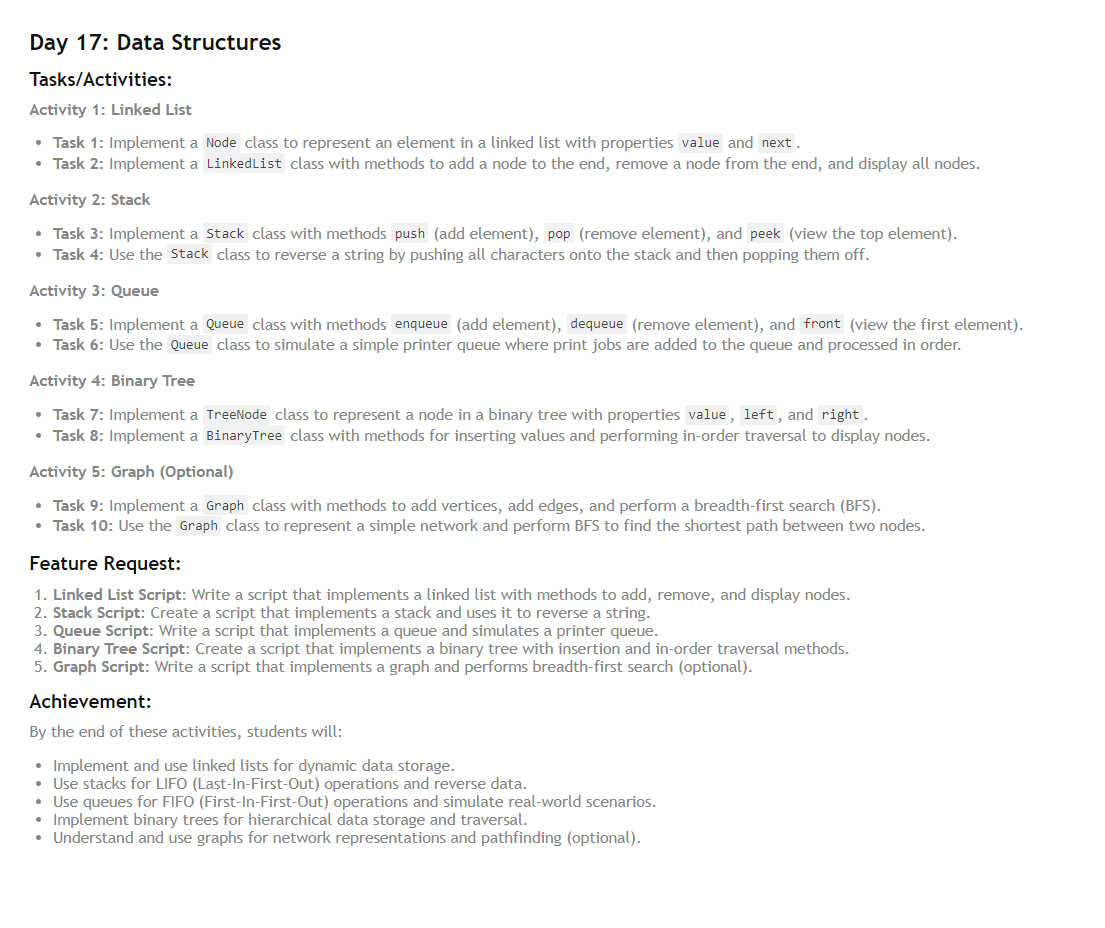 Day 17: Data Structures
Tasks/Activities:
Activity 1: Linked List
• Task 1: Implement a Node class to represent an element in a linked list with properties value and next.
• Task 2: Implement a LinkedList class with methods to add a node to the end, remove a node from the end, and display all nodes.
Activity 2: Stack
• Task 3: Implement a Stack class with methods push (add element), pop (remove element), and peek (view the top element).
• Task 4: Use the Stack class to reverse a string by pushing all characters onto the stack and then popping them off.
Activity 3: Queue
• Task 5: Implement a Queue class with methods enqueue (add element), dequeue (remove element), and front (view the first element).
• Task 6: Use the Queue class to simulate a simple printer queue where print jobs are added to the queue and processed in order.
Activity 4: Binary Tree
• Task 7: Implement a TreeNode class to represent a node in a binary tree with properties value, left, and right.
• Task 8: Implement a BinaryTree class with methods for inserting values and performing in-order traversal to display nodes.
Activity 5: Graph (Optional)
• Task 9: Implement a Graph class with methods to add vertices, add edges, and perform a breadth-first search (BFS).
• Task 10: Use the Graph class to represent a simple network and perform BFS to find the shortest path between two nodes.
Feature Request:
1. Linked List Script: Write a script that implements a linked list with methods to add, remove, and display nodes.
2. Stack Script: Create a script that implements a stack and uses it to reverse a string.
3. Queue Script: Write a script that implements a queue and simulates a printer queue.
4. Binary Tree Script: Create a script that implements a binary tree with insertion and in-order traversal methods.
5. Graph Script: Write a script that implements a graph and performs breadth-first search (optional).
Achievement:
By the end of these activities, students will:
• Implement and use linked lists for dynamic data storage.
• Use stacks for LIFO (Last-In-First-Out) operations and reverse data.
• Use queues for FIFO (First-In-First-Out) operations and simulate real-world scenarios.
• Implement binary trees for hierarchical data storage and traversal.
• Understand and use graphs for network representations and pathfinding (optional).